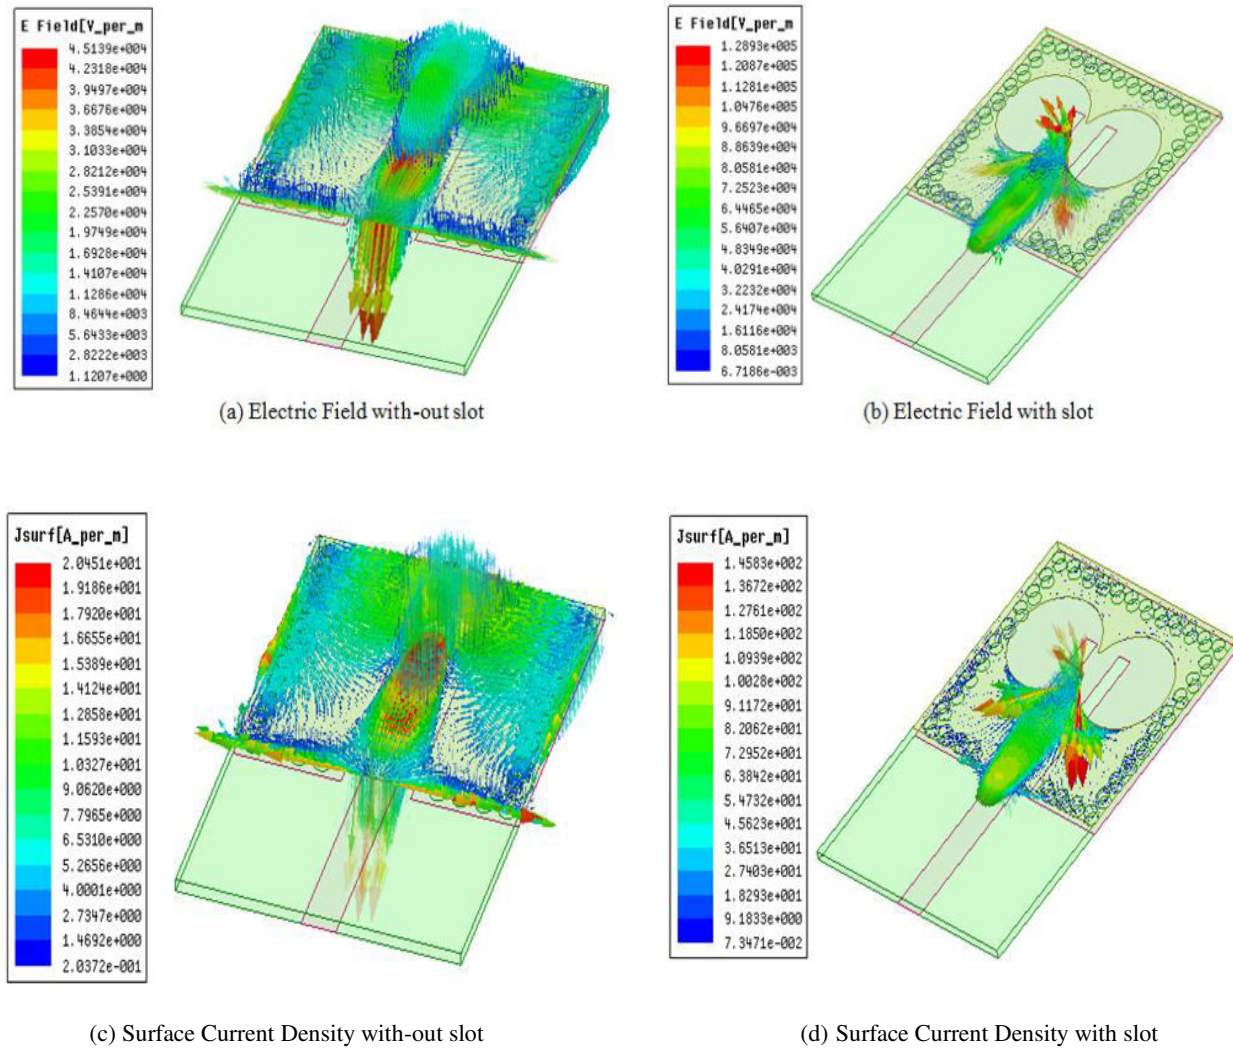 E Field[V_per_m
4.5139e+004
4.2318e+004
3.9497e+004
3.6676e+004
3.3854e+004
3.1033e+004
2.8212e+004
2.5391e+004
2.2570e+004
1.9749e+004
1.6928e+004
1.4107e+004
1.1286e+004
8.4644e+003
5.6433e+003
2.8222e+003
1.1207e+000
(a) Electric Field with-out slot
E Field[V_per_m
1.2893e+005
1.2087e+005
1.1281e+005
1.0476e+005
9.6697e+004
8.8639e+004
8.0581e+004
7.2523e+004
6.4465e+004
5.6407e+004
4.8349e+004
4.0291e+004
3.2232e+004
2.4174e+004
1.6116e+004
8.0581e+003
6.7186e-003
(b) Electric Field with slot
Jsurf[A_per_m]
2.0451e+001
1.9186e+001
1.7920e+001
1.6655e+001
1.5389e+001
1.4124e+001
1.2858e+001
1.1593e+001
1.0327e+001
9.0620e+000
7.7965e+000
6.5310e+000
5.2656e+000
4.0001e+000
2.7347e+000
1.4692e+000
2.0372e-001
(c) Surface Current Density with-out slot
Jsurf[A_per_m]
1.4583e+002
1.3672e+002
1.2761e+002
1.1850e+002
1.0939e+002
1.0028e+002
9.1172e+001
8.2062e+001
7.2952e+001
6.3842e+001
5.4732e+001
4.5623e+001
3.6513e+001
2.7403e+001
1.8293e+001
9.1833e+000
7.3471e-002
(d) Surface Current Density with slot